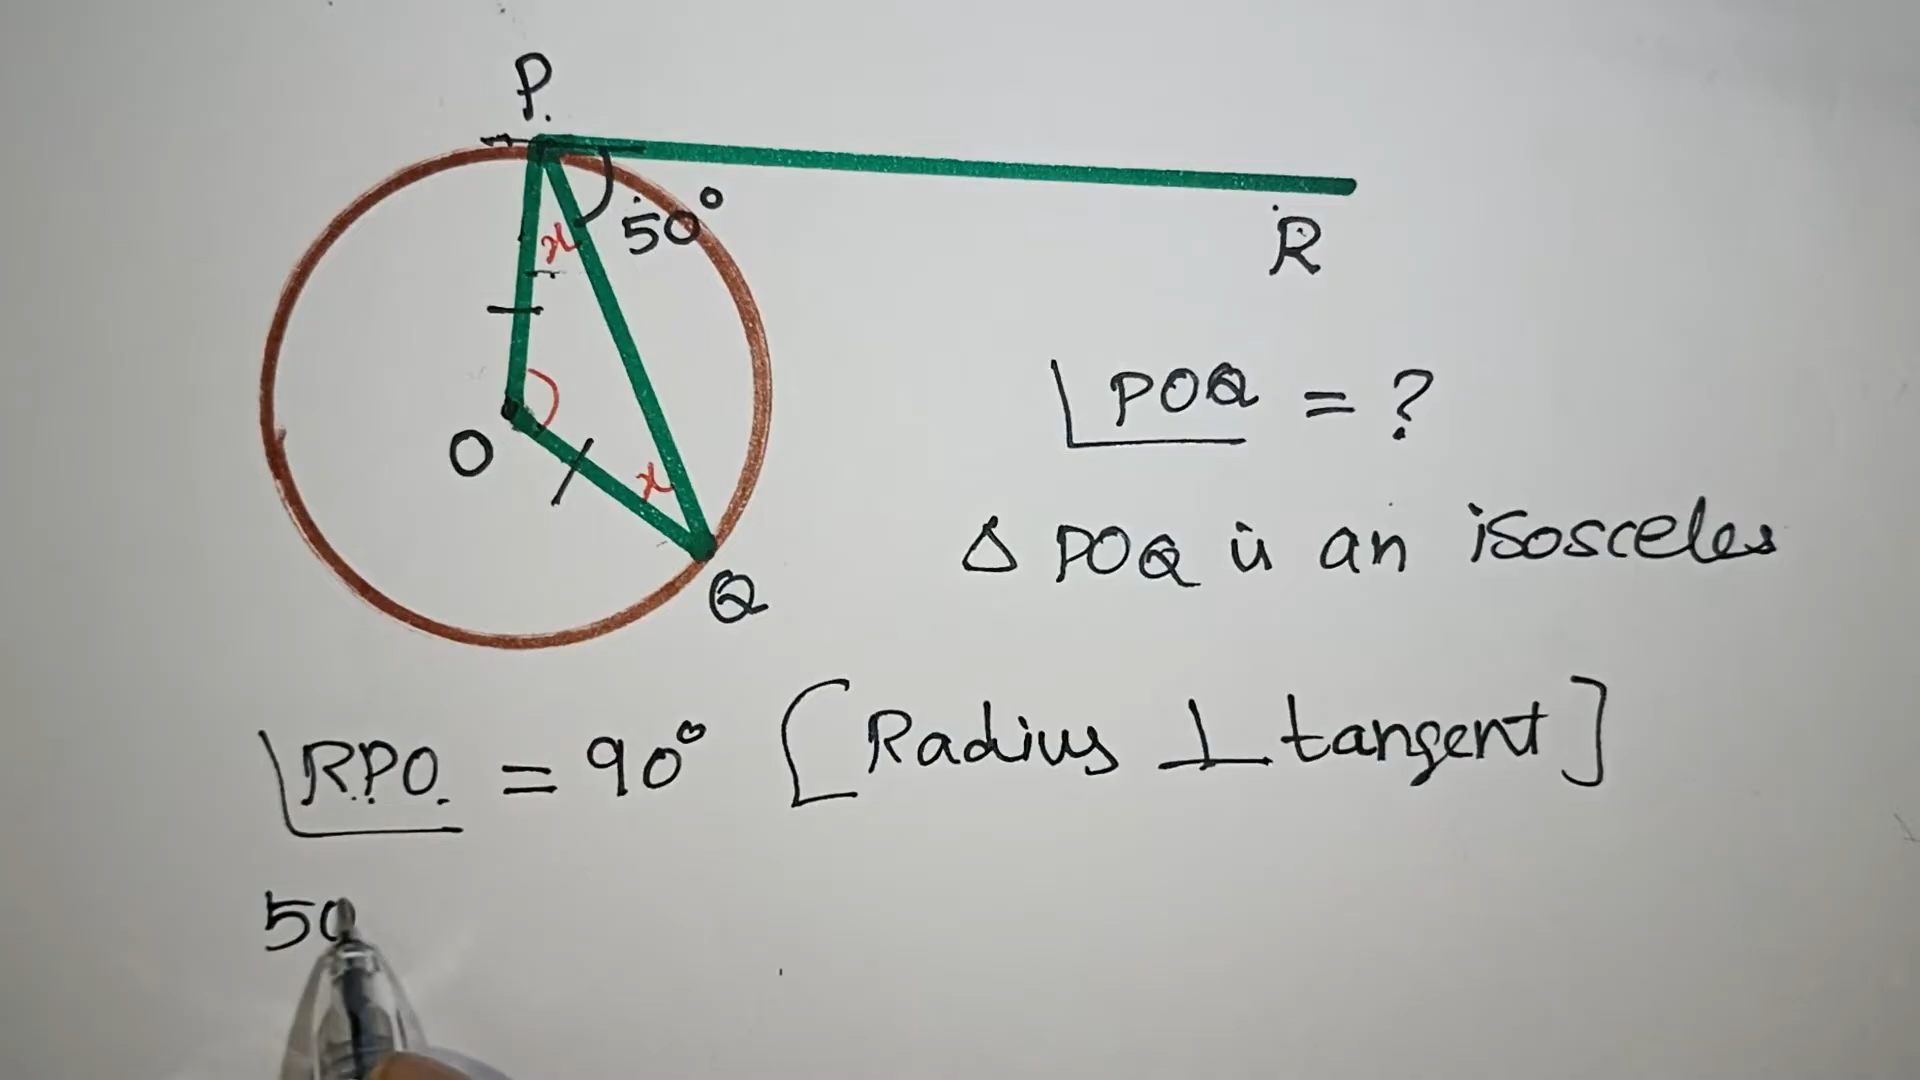 P.
50°
x
R
O
x
Q
∠POQ = ?
Δ POQ is an isosceles
∠RPO = 90° [Radius ⊥ tangent]
50